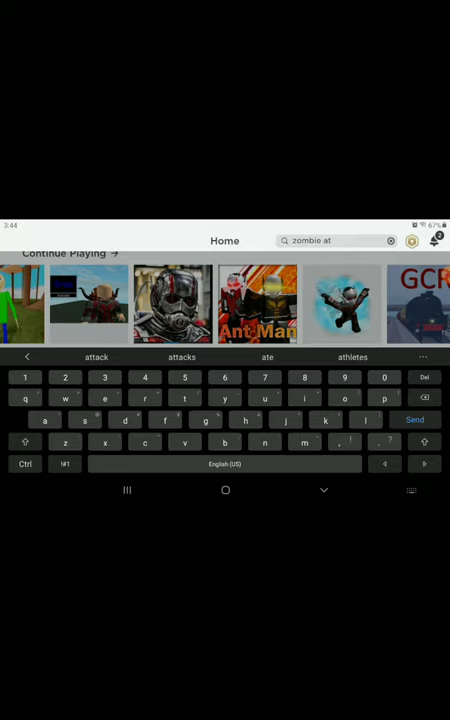 3:44 67%
Home zombie at 2
Continue Playing →
Ant Man
GCR
attack attacks ate athletes ...
1 2 3 4 5 6 7 8 9 0 Del
q w e r t y u i o p
a s d f g h j k l Send
z x c v b n m , ! . ?
Ctrl !#1 English (US)